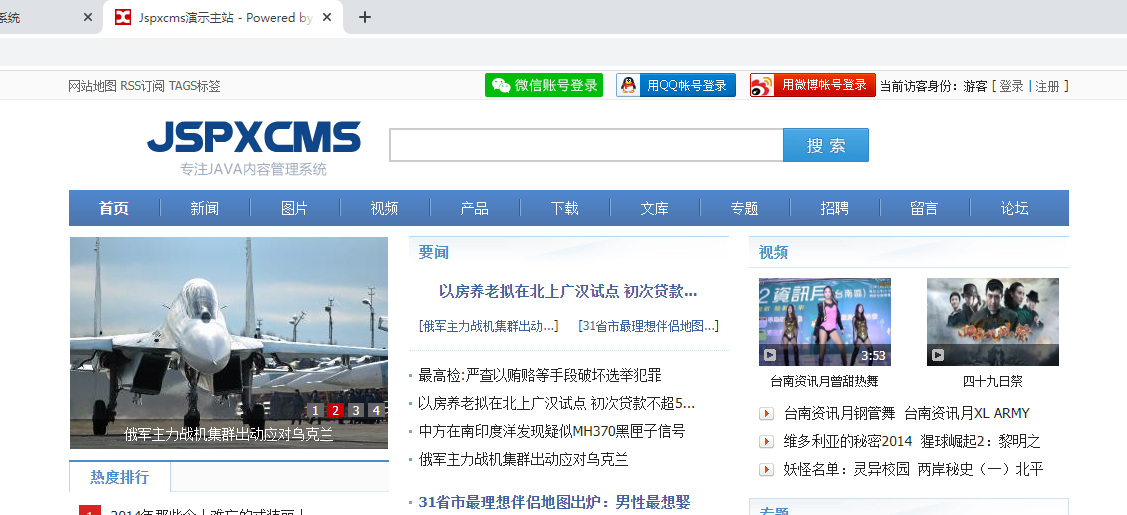 系统
Jspxcms演示主站 - Powered by
网站地图 RSS订阅 TAGS标签
微信账号登录
用QQ帐号登录
用微博帐号登录
当前访客身份：游客 [ 登录 | 注册 ]
JSPXCMS
专注JAVA内容管理系统
搜 索
首页 新闻 图片 视频 产品 下载 文库 专题 招聘 留言 论坛
1 2 3 4
俄军主力战机集群出动应对乌克兰
热度排行
1
要闻
以房养老拟在北上广汉试点 初次贷款...
[俄军主力战机集群出动...] [31省市最理想伴侣地图...]
最高检:严查以贿赂等手段破坏选举犯罪
以房养老拟在北上广汉试点 初次贷款不超5...
中方在南印度洋发现疑似MH370黑匣子信号
俄军主力战机集群出动应对乌克兰
31省市最理想伴侣地图出炉：男性最想娶
视频
3:53
台南资讯月曾甜热舞
四十九日祭
台南资讯月钢管舞 台南资讯月XL ARMY
维多利亚的秘密2014 猩球崛起2：黎明之
妖怪名单：灵异校园 两岸秘史（一）北平
专题